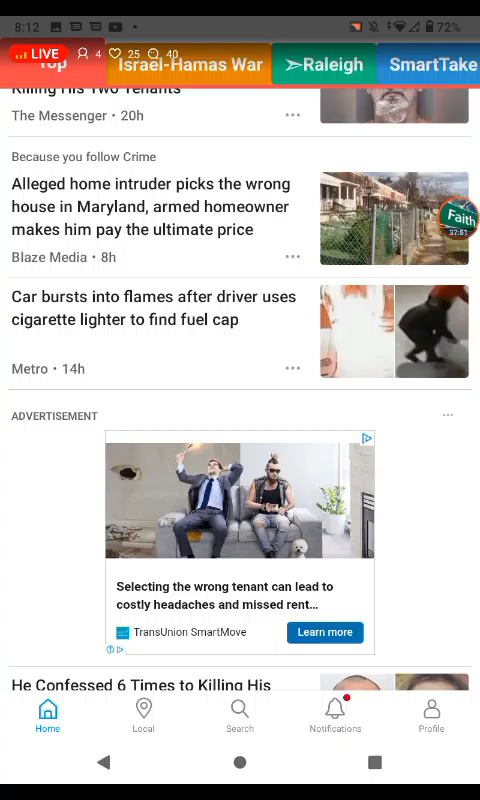 8:12
72%
LIVE 4 25 40
Top
Israel-Hamas War
Raleigh
SmartTake
Killing His Two Tenants
The Messenger • 20h
Because you follow Crime
Alleged home intruder picks the wrong
house in Maryland, armed homeowner
makes him pay the ultimate price
Blaze Media • 8h
Faith
37:51
Car bursts into flames after driver uses
cigarette lighter to find fuel cap
Metro • 14h
ADVERTISEMENT
Selecting the wrong tenant can lead to
costly headaches and missed rent...
TransUnion SmartMove
Learn more
He Confessed 6 Times to Killing His
Home
Local
Search
Notifications
Profile